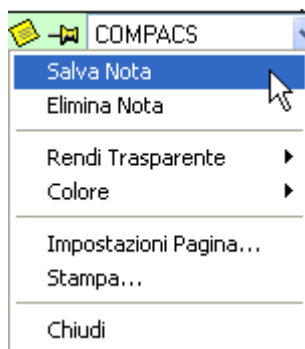 COMPACS
Salva Nota
Elimina Nota
Rendi Trasparente
Colore
Impostazioni Pagina...
Stampa...
Chiudi